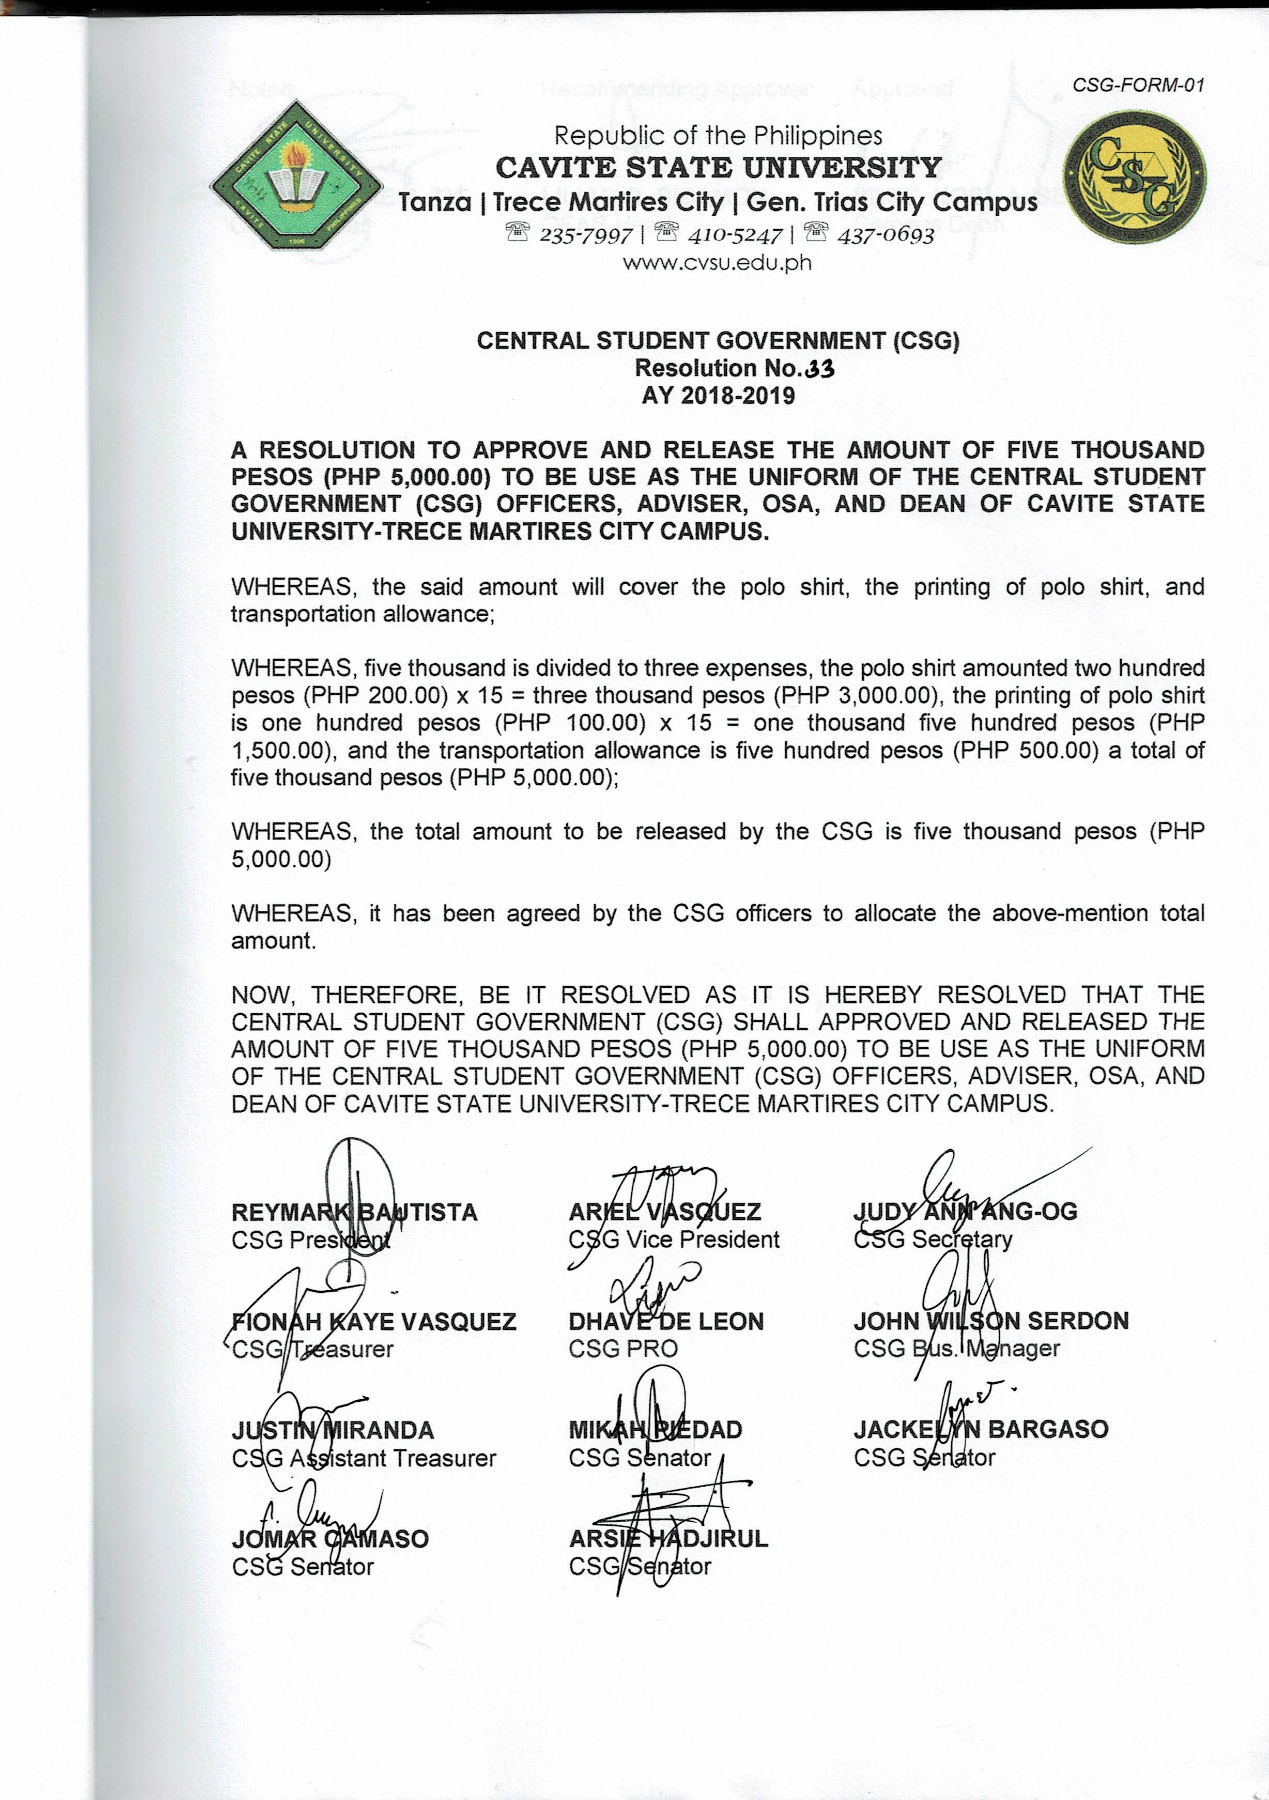 CSG-FORM-01
Republic of the Philippines
CAVITE STATE UNIVERSITY
Tanza | Trece Martires City | Gen. Trias City Campus
☏ 235-7997 | ☏ 410-5247 | ☏ 437-0693
www.cvsu.edu.ph
CAVITE STATE UNIVERSITY
CAVITE PHILIPPINES
1906
CSG
CENTRAL STUDENT GOVERNMENT (CSG)
Resolution No.33
AY 2018-2019
A RESOLUTION TO APPROVE AND RELEASE THE AMOUNT OF FIVE THOUSAND
PESOS (PHP 5,000.00) TO BE USE AS THE UNIFORM OF THE CENTRAL STUDENT
GOVERNMENT (CSG) OFFICERS, ADVISER, OSA, AND DEAN OF CAVITE STATE
UNIVERSITY-TRECE MARTIRES CITY CAMPUS.
WHEREAS, the said amount will cover the polo shirt, the printing of polo shirt, and
transportation allowance;
WHEREAS, five thousand is divided to three expenses, the polo shirt amounted two hundred
pesos (PHP 200.00) x 15 = three thousand pesos (PHP 3,000.00), the printing of polo shirt
is one hundred pesos (PHP 100.00) x 15 = one thousand five hundred pesos (PHP
1,500.00), and the transportation allowance is five hundred pesos (PHP 500.00) a total of
five thousand pesos (PHP 5,000.00);
WHEREAS, the total amount to be released by the CSG is five thousand pesos (PHP
5,000.00)
WHEREAS, it has been agreed by the CSG officers to allocate the above-mention total
amount.
NOW, THEREFORE, BE IT RESOLVED AS IT IS HEREBY RESOLVED THAT THE
CENTRAL STUDENT GOVERNMENT (CSG) SHALL APPROVED AND RELEASED THE
AMOUNT OF FIVE THOUSAND PESOS (PHP 5,000.00) TO BE USE AS THE UNIFORM
OF THE CENTRAL STUDENT GOVERNMENT (CSG) OFFICERS, ADVISER, OSA, AND
DEAN OF CAVITE STATE UNIVERSITY-TRECE MARTIRES CITY CAMPUS.
REYMARK BAUTISTA ARIEL VASQUEZ JUDY ANN ANG-OG
CSG President CSG Vice President CSG Secretary
FIONAH KAYE VASQUEZ DHAVE DE LEON JOHN WILSON SERDON
CSG Treasurer CSG PRO CSG Bus. Manager
JUSTIN MIRANDA MIKAH PIEDAD JACKELYN BARGASO
CSG Assistant Treasurer CSG Senator CSG Senator
JOMAR CAMASO ARSIE HADJIRUL
CSG Senator CSG Senator